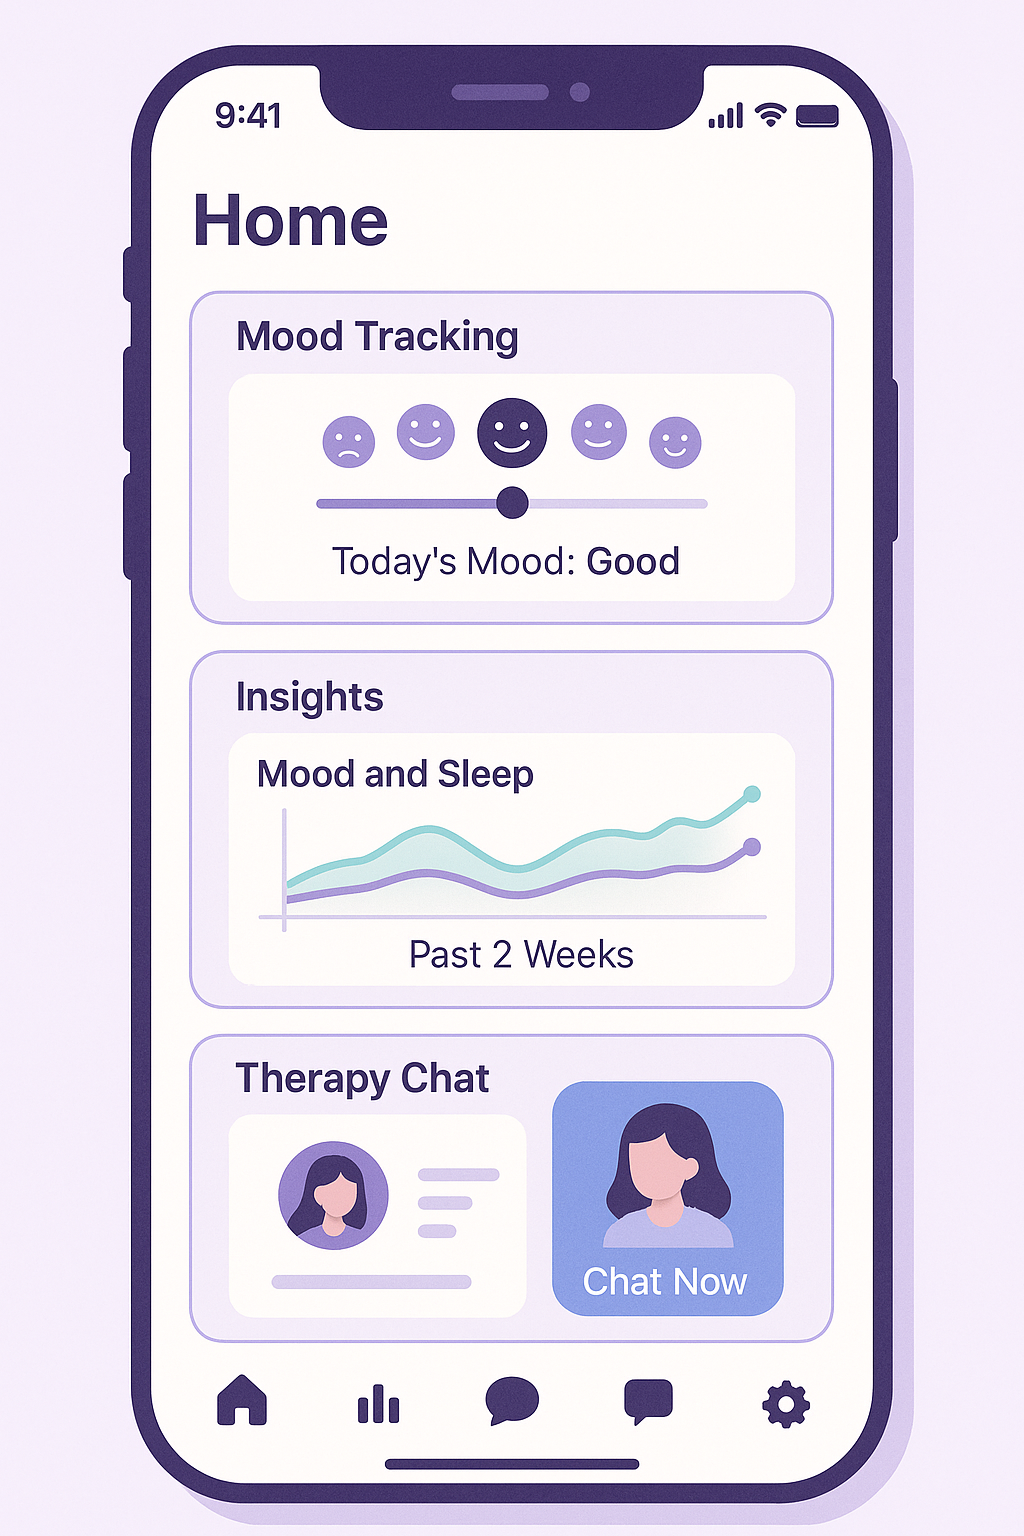 9:41
Home
Mood Tracking
Today's Mood: Good
Insights
Mood and Sleep
Past 2 Weeks
Therapy Chat
Chat Now